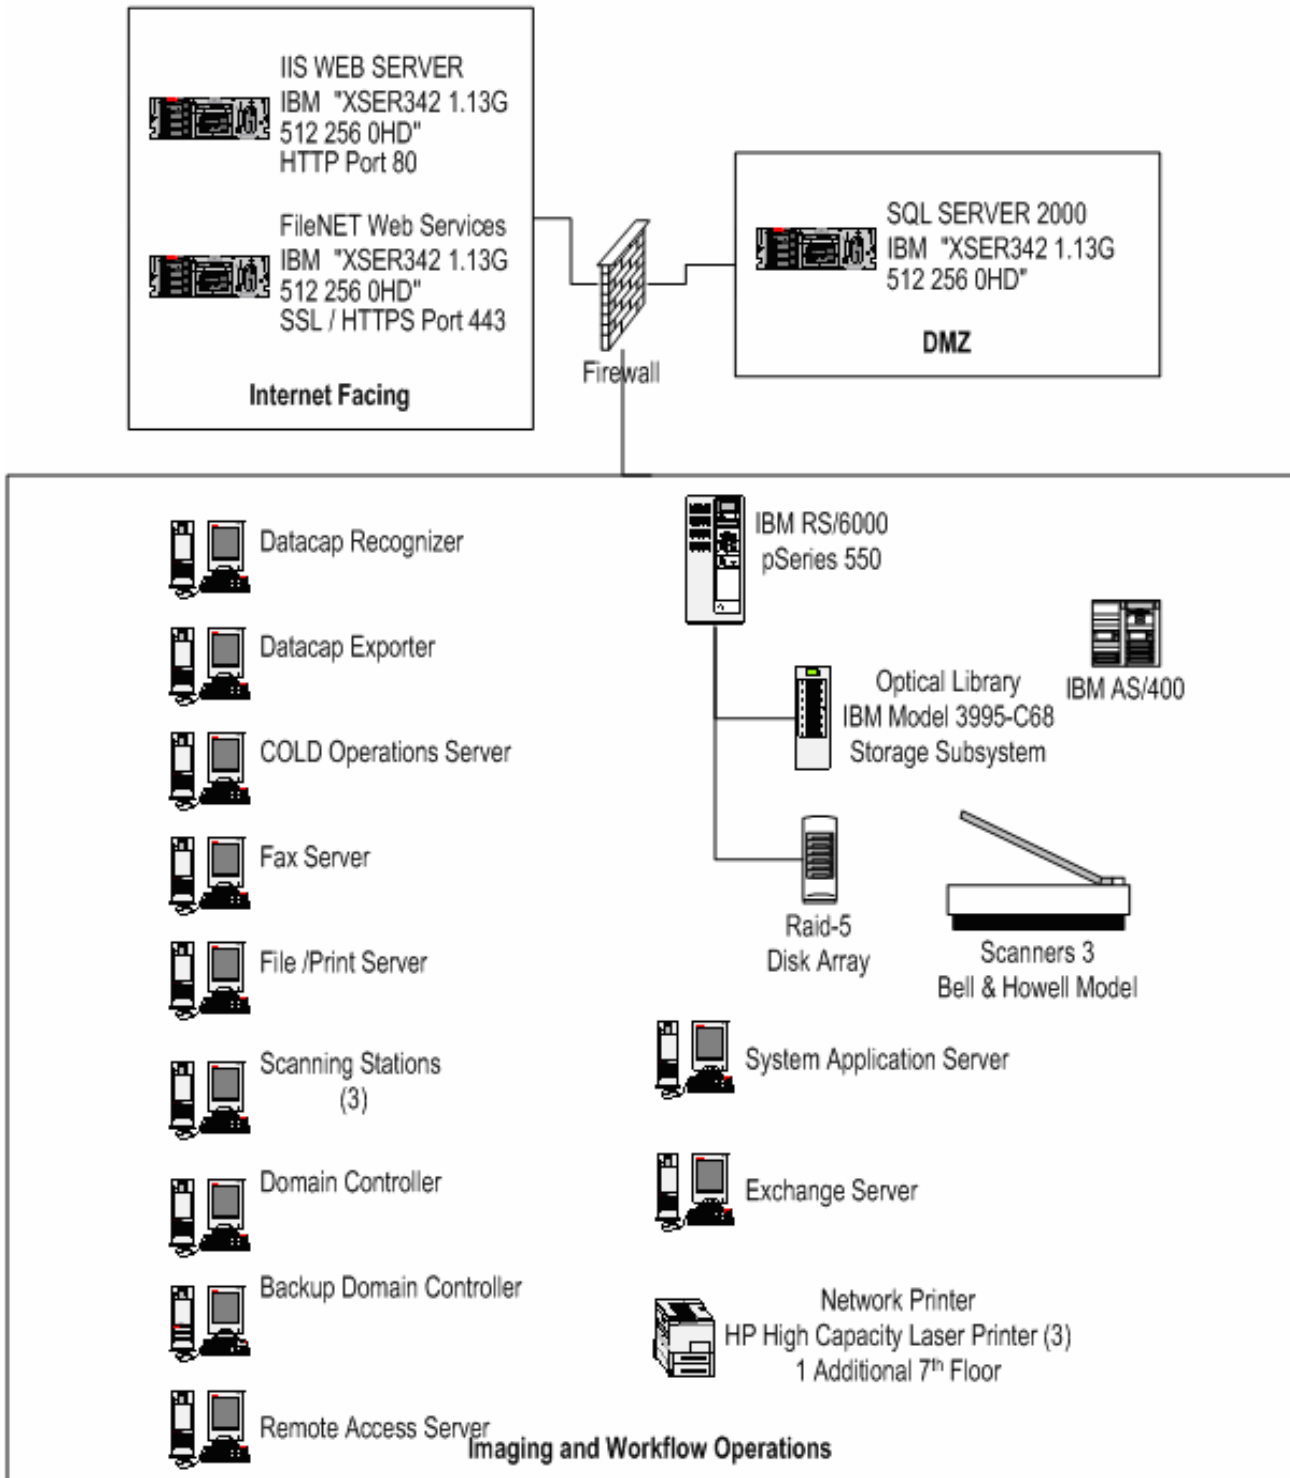 IIS WEB SERVER
IBM "XSER342 1.13G
512 256 0HD"
HTTP Port 80
FileNET Web Services
IBM "XSER342 1.13G
512 256 0HD"
SSL / HTTPS Port 443
Internet Facing
Firewall
SQL SERVER 2000
IBM "XSER342 1.13G
512 256 0HD"
DMZ
Datacap Recognizer
Datacap Exporter
COLD Operations Server
Fax Server
File /Print Server
Scanning Stations
(3)
Domain Controller
Backup Domain Controller
Remote Access Server
IBM RS/6000
pSeries 550
IBM AS/400
Optical Library
IBM Model 3995-C68
Storage Subsystem
Raid-5
Disk Array
Scanners 3
Bell & Howell Model
System Application Server
Exchange Server
Network Printer
HP High Capacity Laser Printer (3)
1 Additional 7th Floor
Imaging and Workflow Operations